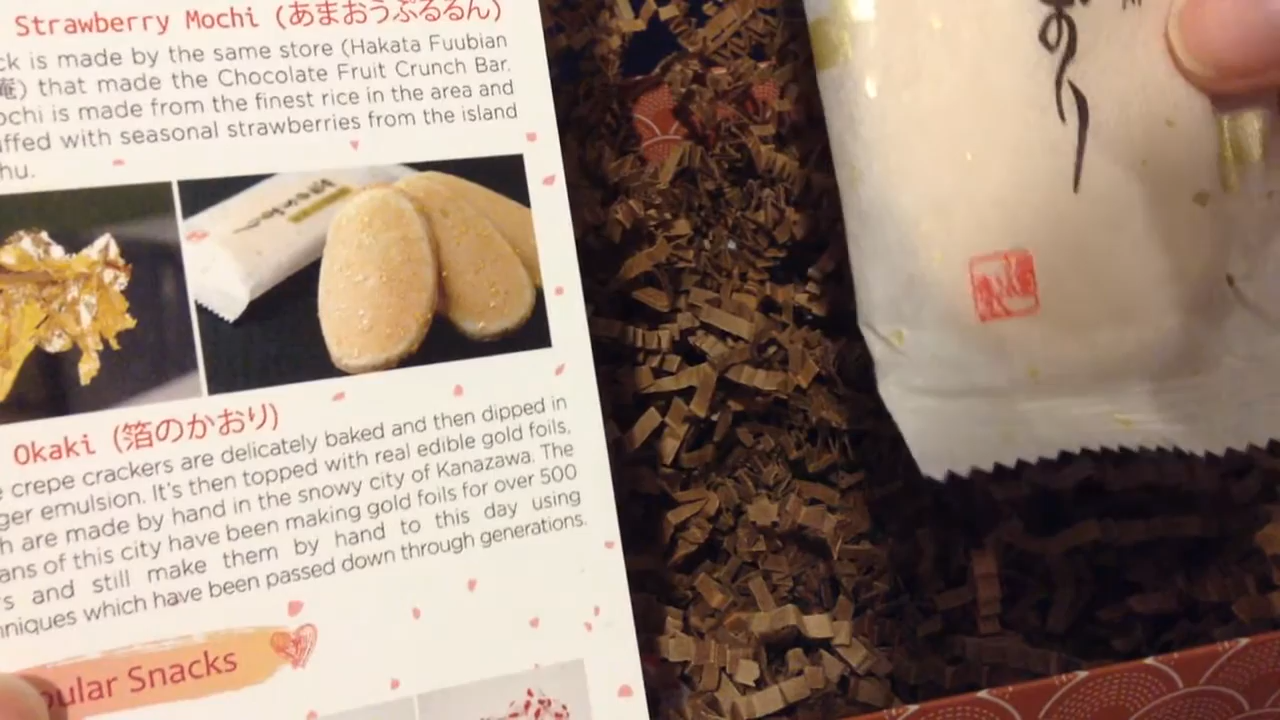 Strawberry Mochi (あまおうぷるるん)
ck is made by the same store (Hakata Fuubian
庵) that made the Chocolate Fruit Crunch Bar.
ochi is made from the finest rice in the area and
uffed with seasonal strawberries from the island
hu.
Okaki (箔のかおり)
e crepe crackers are delicately baked and then dipped in
ger emulsion. It's then topped with real edible gold foils,
h are made by hand in the snowy city of Kanazawa. The
ans of this city have been making gold foils for over 500
s and still make them by hand to this day using
hniques which have been passed down through generations.
pular Snacks